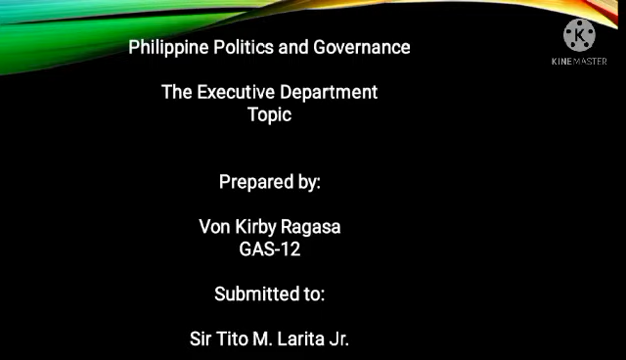 Philippine Politics and Governance
K
KINEMASTER
The Executive Department
Topic
Prepared by:
Von Kirby Ragasa
GAS-12
Submitted to:
Sir Tito M. Larita Jr.